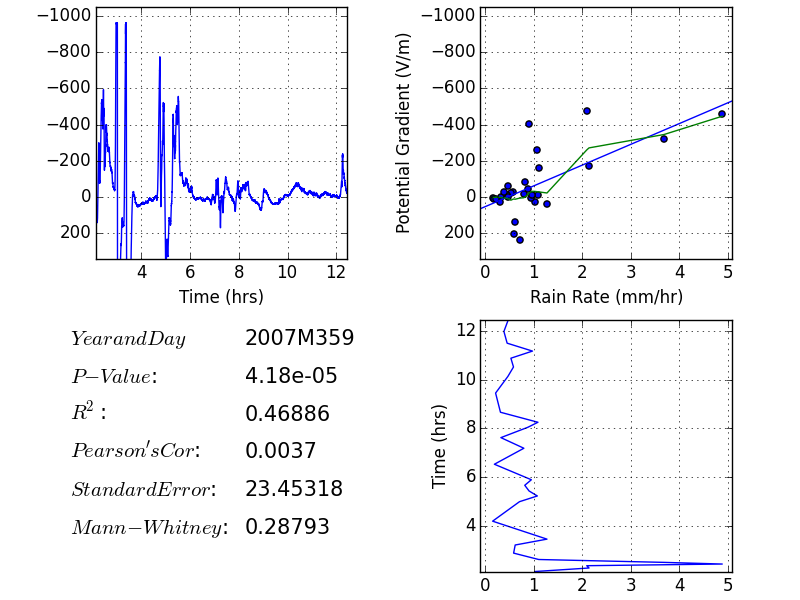 −1000
−800
−600
−400
−200
0
200
4 6 8 10 12
Time (hrs)
Potential Gradient (V/m)
−1000
−800
−600
−400
−200
0
200
0 1 2 3 4 5
Rain Rate (mm/hr)
YearandDay 2007M359
P−Value: 4.18e-05
R²: 0.46886
Pearson'sCor: 0.0037
StandardError: 23.45318
Mann−Whitney: 0.28793
Time (hrs)
12
10
8
6
4
0 1 2 3 4 5